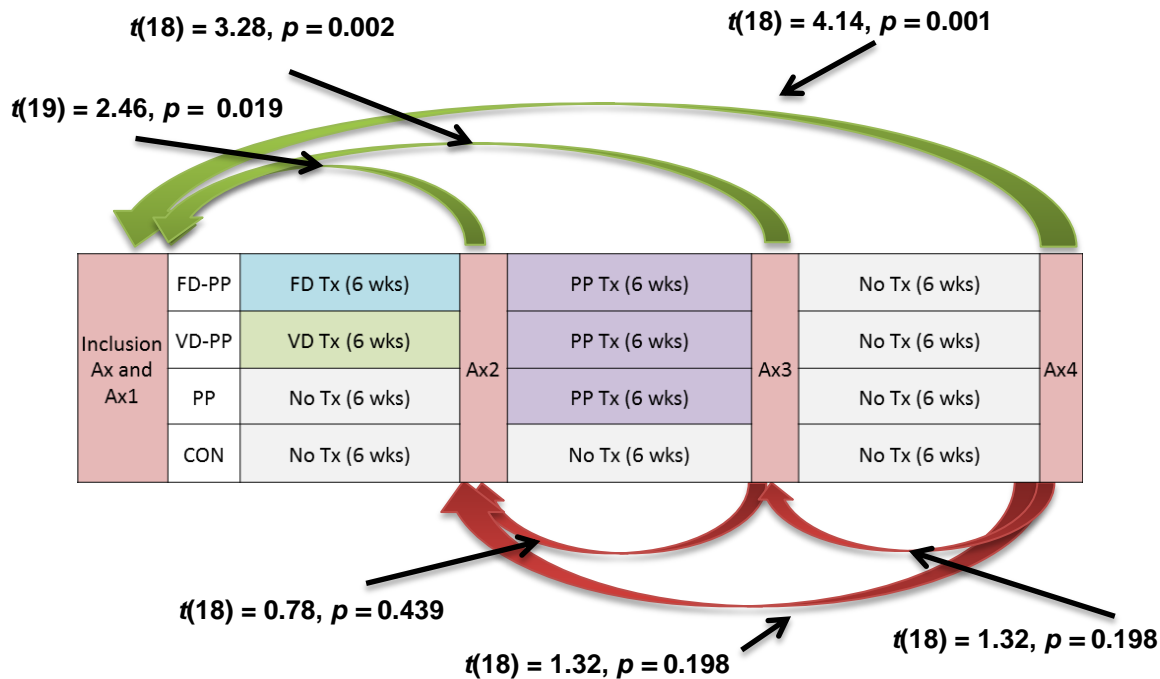 t(18) = 3.28, p = 0.002
t(18) = 4.14, p = 0.001
t(19) = 2.46, p = 0.019
Inclusion
Ax and
Ax1
FD-PP
FD Tx (6 wks)
PP Tx (6 wks)
No Tx (6 wks)
VD-PP
VD Tx (6 wks)
PP Tx (6 wks)
No Tx (6 wks)
Ax2
Ax3
Ax4
PP
No Tx (6 wks)
PP Tx (6 wks)
No Tx (6 wks)
CON
No Tx (6 wks)
No Tx (6 wks)
No Tx (6 wks)
t(18) = 0.78, p = 0.439
t(18) = 1.32, p = 0.198
t(18) = 1.32, p = 0.198